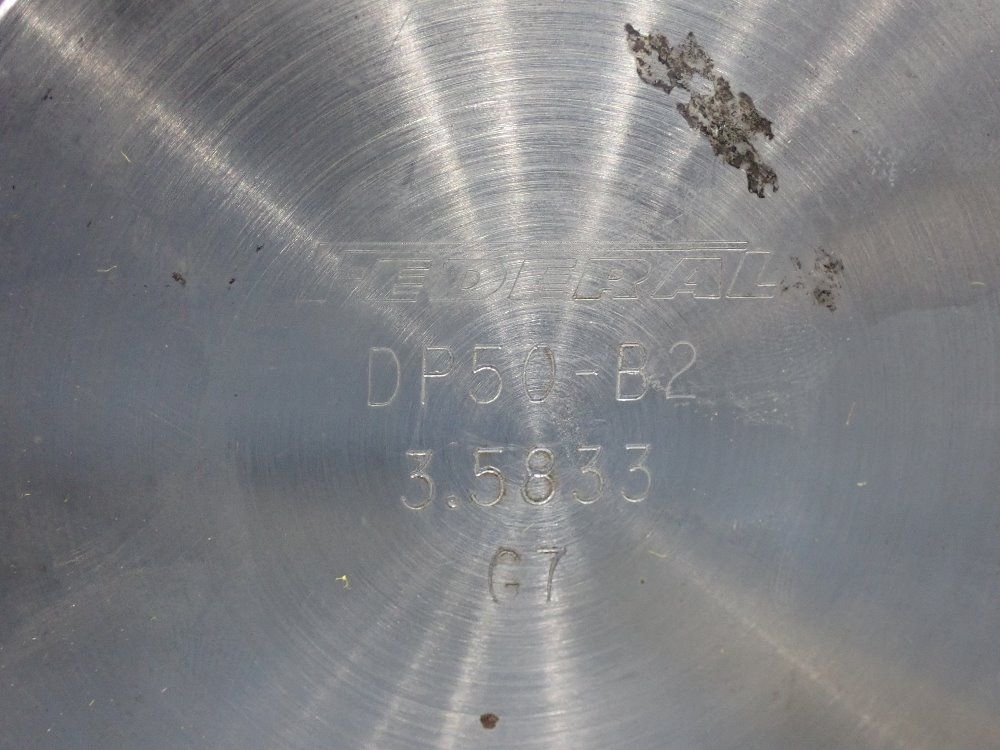 FEDERAL
DP50-B2
3.5833
G7